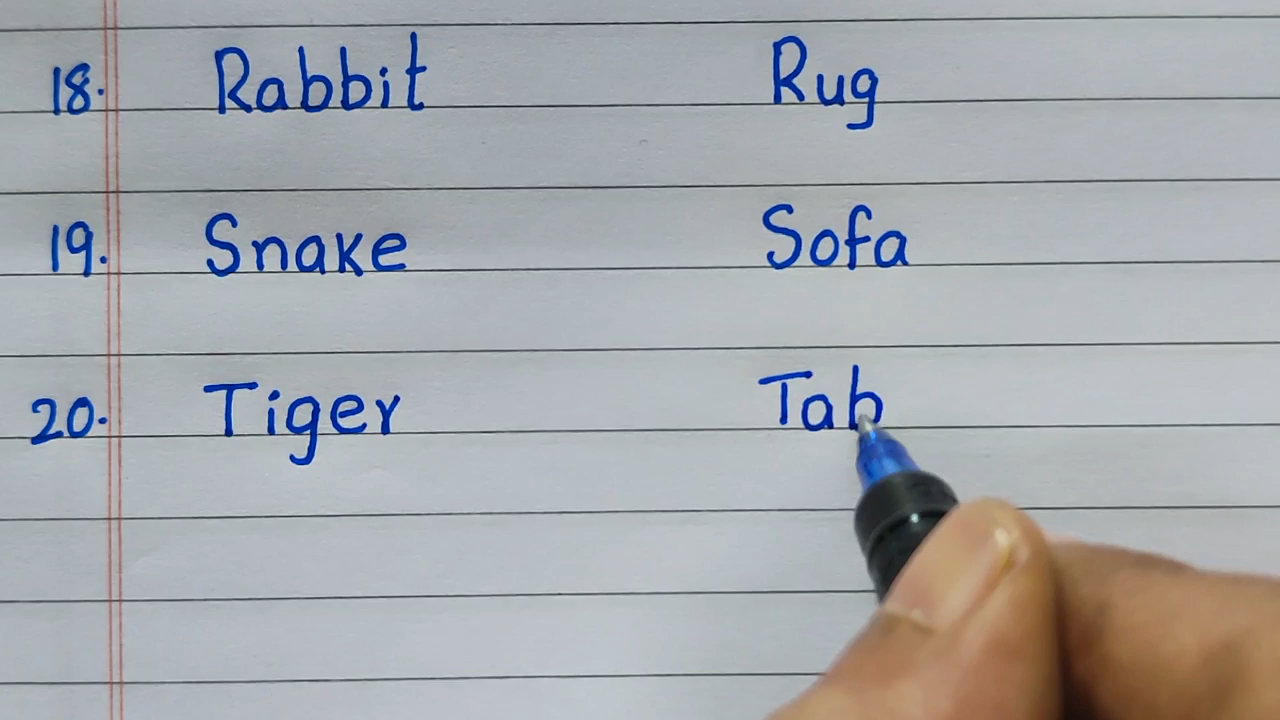 18. Rabbit Rug
19. Snake Sofa
20. Tiger Tab